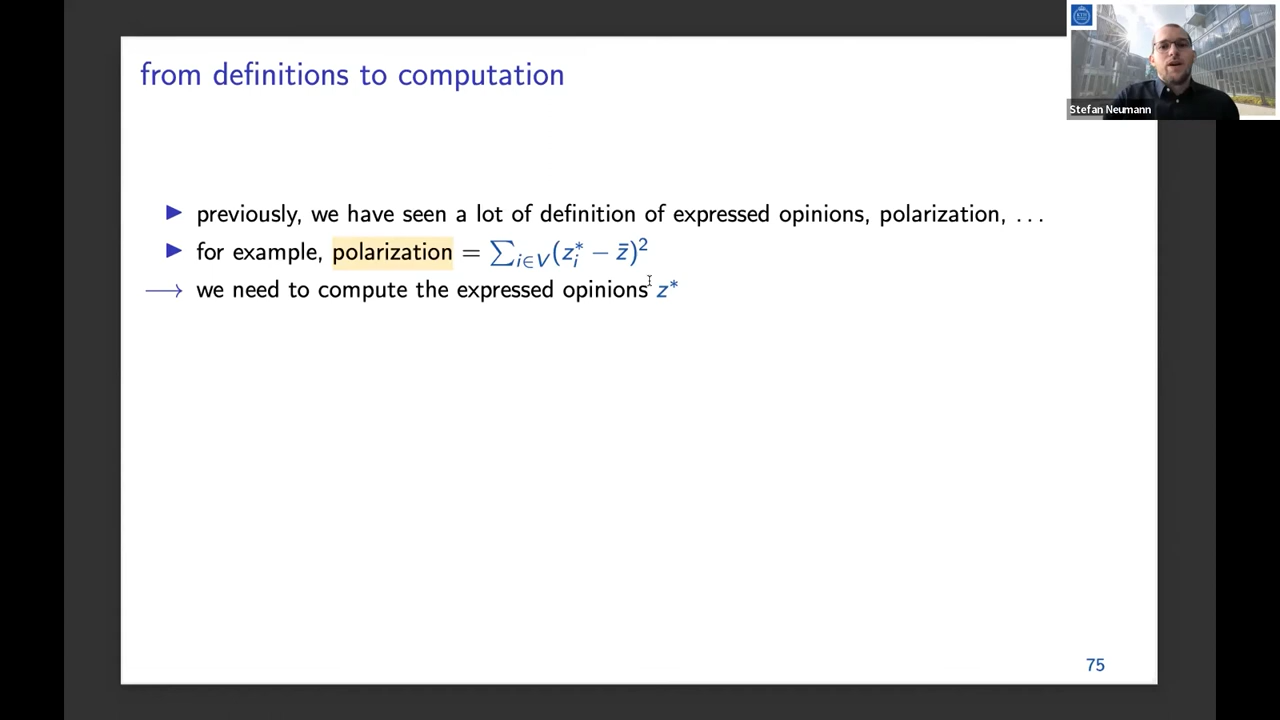 from definitions to computation
Stefan Neumann
▶ previously, we have seen a lot of definition of expressed opinions, polarization, ...
▶ for example, polarization = ∑_{i∈V}(z_i^* − z̄)^2
⟶ we need to compute the expressed opinions z^*
75